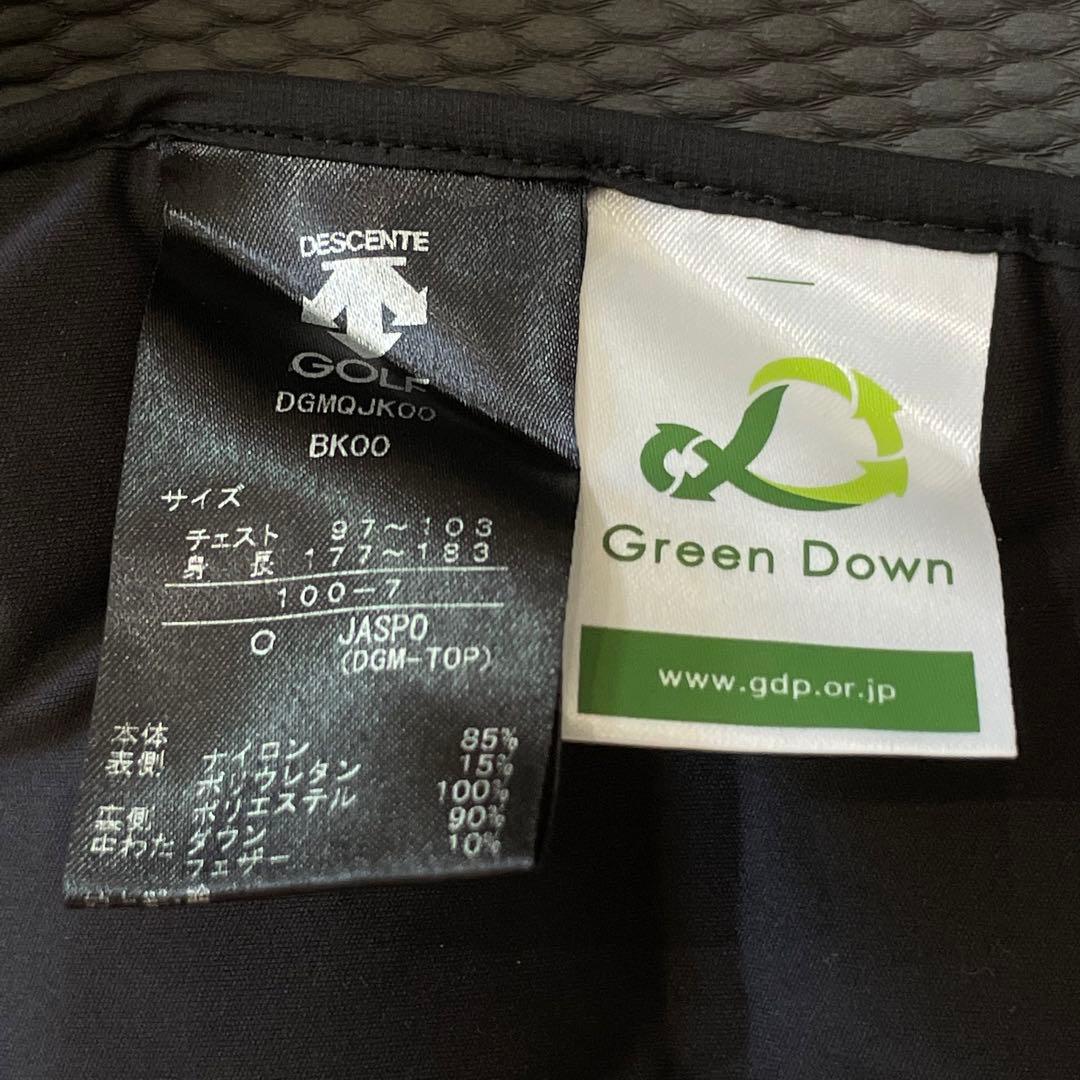 DESCENTE
GOLF
DGMQJK00
BK00
サイズ
チェスト 97～103
身長 177～183
100-7
O JASPO
(DGM-TOP)
本体
表側 ナイロン 85%
ポリウレタン 15%
裏側 ポリエステル 100%
中わた ダウン 90%
フェザー 10%
Green Down
www.gdp.or.jp